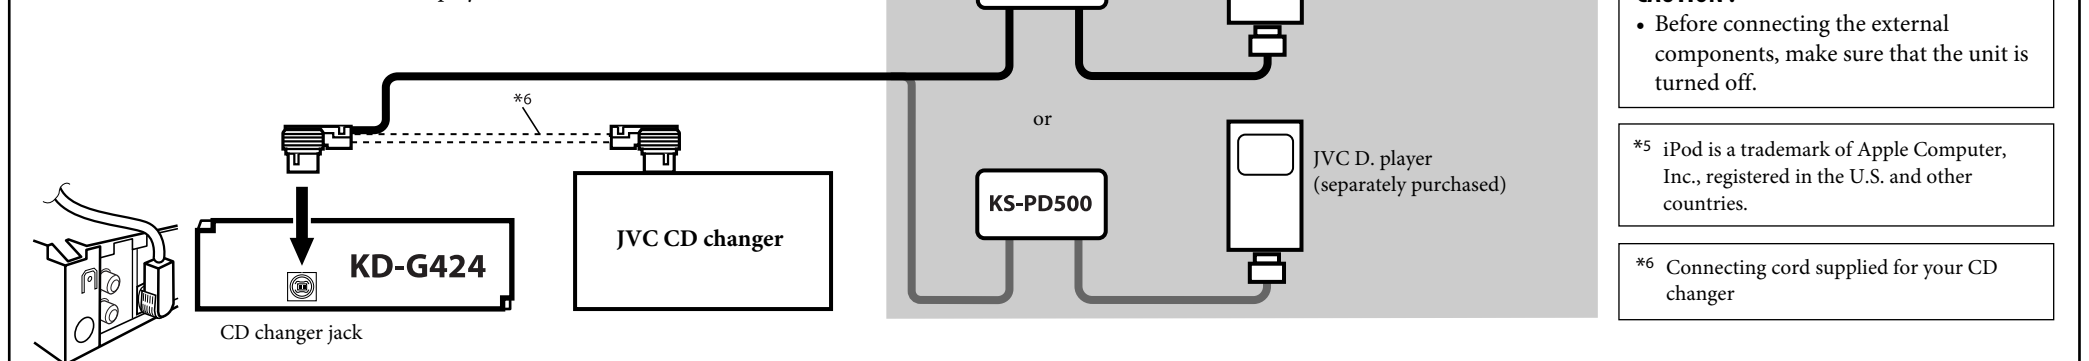 CAUTION :
• Before connecting the external
components, make sure that the unit is
turned off.
*6
or
JVC D. player
(separately purchased)
KS-PD500
JVC CD changer
KD-G424
CD changer jack
*5 iPod is a trademark of Apple Computer,
Inc., registered in the U.S. and other
countries.
*6 Connecting cord supplied for your CD
changer